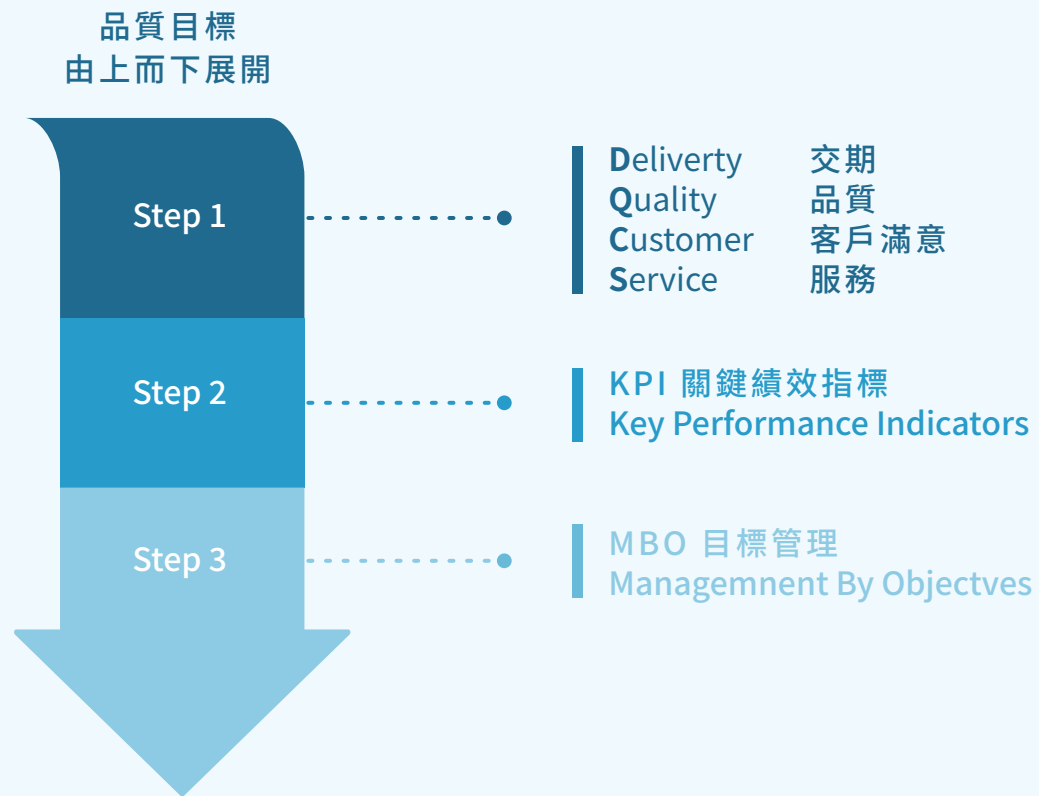 品質目標
由上而下展開
Step 1
Deliverty 交期
Quality 品質
Customer 客戶滿意
Service 服務
Step 2
KPI 關鍵績效指標
Key Performance Indicators
Step 3
MBO 目標管理
Managemnent By Objectves